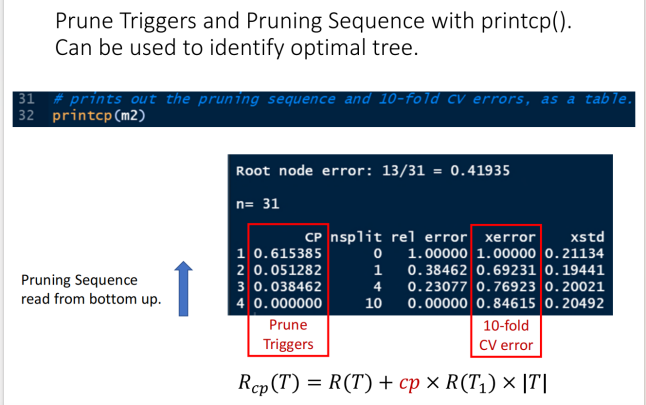 Prune Triggers and Pruning Sequence with printcp().
Can be used to identify optimal tree.
31 # prints out the pruning sequence and 10-fold CV errors, as a table.
32 printcp(m2)
Root node error: 13/31 = 0.41935
n= 31
CP nsplit rel error xerror xstd
1 0.615385 0 1.00000 1.00000 0.21134
2 0.051282 1 0.38462 0.69231 0.19441
3 0.038462 4 0.23077 0.76923 0.20021
4 0.000000 10 0.00000 0.84615 0.20492
Pruning Sequence
read from bottom up.
Prune
Triggers
10-fold
CV error
R_cp(T) = R(T) + cp × R(T₁) × |T|